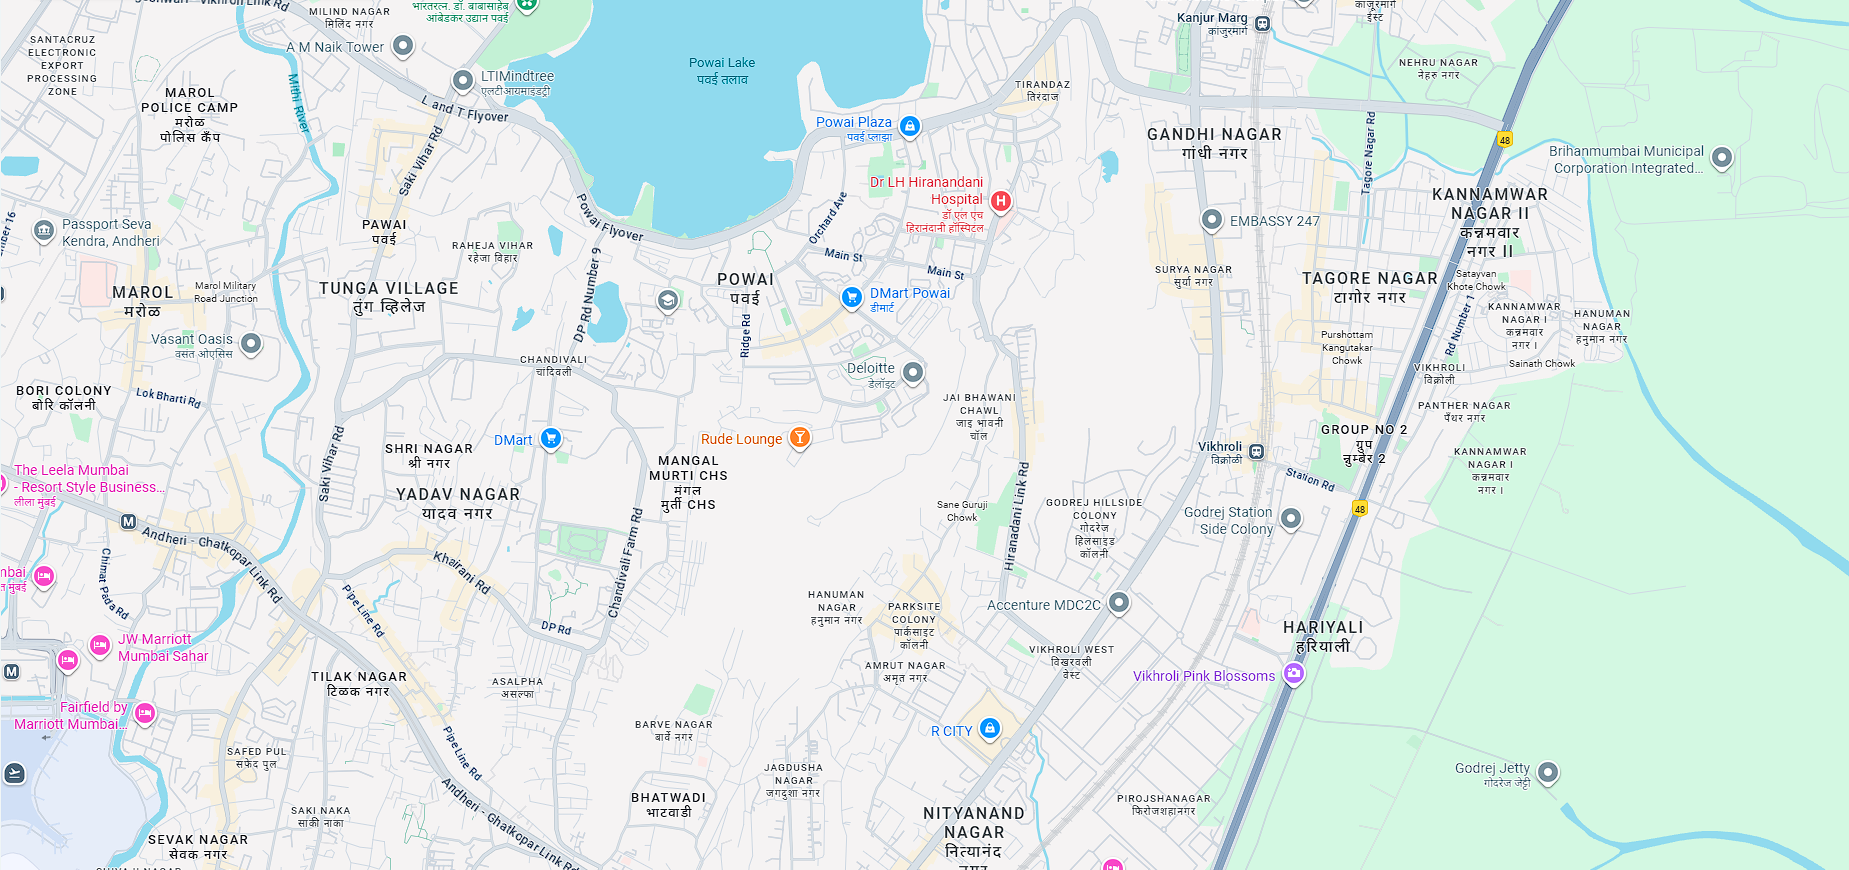 Vikhroli Link Rd
MILIND NAGAR
मिलिंद नगर
भारतरत्न. डॉ. बाबासाहेब
आंबेडकर उद्यान पवई
Kanjur Marg
कांजुरमार्ग
कांजूरमार्ग
ईस्ट
SANTACRUZ
ELECTRONIC
EXPORT
PROCESSING
ZONE
A M Naik Tower
LTIMindtree
एलटीआयमाइंडट्री
Powai Lake
पवई तलाव
NEHRU NAGAR
नेहरु नगर
TIRANDAZ
तिरंदाज
MAROL
POLICE CAMP
मरोळ
पोलिस कँप
Mithi River
L and T Flyover
Powai Plaza
पवई प्लाझा
GANDHI NAGAR
गांधी नगर
48
Brihanmumbai Municipal
Corporation Integrated...
Saki Vihar Rd
Tagore Nagar Rd
Dr LH Hiranandani
Hospital
डॉ एल एच
हिरानंदानी हॉस्पिटल
KANNAMWAR
NAGAR II
कन्नमवार
नगर II
Passport Seva
Kendra, Andheri
PAWAI
पवई
Powai Flyover
Orchard Ave
EMBASSY 247
RAHEJA VIHAR
रहेजा विहार
Main St
Main St
SURYA NAGAR
सुर्या नगर
TAGORE NAGAR
टागोर नगर
Satayvan
Khote Chowk
MAROL
मरोळ
Marol Military
Road Junction
TUNGA VILLAGE
तुंग व्हिलेज
DP Rd Number 9
POWAI
पवई
DMart Powai
डीमार्ट
KANNAMWAR
NAGAR I
कन्नमवार
नगर I
HANUMAN
NAGAR
हनुमान नगर
Rd Number 1
Vasant Oasis
वसंत ओएसिस
Ridge Rd
Purshottam
Kangutakar
Chowk
CHANDIVALI
चांदिवली
Deloitte
डेलॉइट
VIKHROLI
विक्रोळी
Sainath Chowk
BORI COLONY
बोरि कॉलनी
Lok Bharti Rd
JAI BHAWANI
CHAWL
जाइ भावनी
चॉल
PANTHER NAGAR
पँथर नगर
DMart
Rude Lounge
GROUP NO 2
ग्रुप
नुम्बेर 2
SHRI NAGAR
श्री नगर
Saki Vihar Rd
Vikhroli
विक्रोळी
KANNAMWAR
NAGAR I
कन्नमवार
नगर I
The Leela Mumbai
- Resort Style Business...
लीला मुंबई
MANGAL
MURTI CHS
मंगल
मुर्ती CHS
Station Rd
Hiranadani Link Rd
YADAV NAGAR
यादव नगर
Sane Guruji
Chowk
GODREJ HILLSIDE
COLONY
गोदरेज
हिलसाइड
कॉलनी
Godrej Station
Side Colony
48
Andheri - Ghatkopar Link Rd
Chandivali Farm Rd
Khairani Rd
Chimat Pada Rd
Pipe Line Rd
HANUMAN
NAGAR
हनुमान नगर
PARKSITE
COLONY
पार्कसाइट
कॉलनी
Accenture MDC2C
DP Rd
HARIYALI
हरियाली
JW Marriott
Mumbai Sahar
VIKHROLI WEST
विखरवली
वेस्ट
AMRUT NAGAR
अमृत नगर
Vikhroli Pink Blossoms
TILAK NAGAR
टिळक नगर
ASALPHA
असल्फा
Fairfield by
Marriott Mumbai...
BARVE NAGAR
बार्वे नगर
R CITY
Pipe Line Rd
SAFED PUL
सफेद पुल
JAGDUSHA
NAGAR
जगदुशा नगर
Godrej Jetty
गोदरेज जेट्टी
BHATWADI
भाटवाडी
PIROJSHANAGAR
फिरोजशहानगर
Andheri - Ghatkopar Link Rd
SAKI NAKA
साकी नाका
NITYANAND
NAGAR
नित्यानंद
SEVAK NAGAR
सेवक नगर